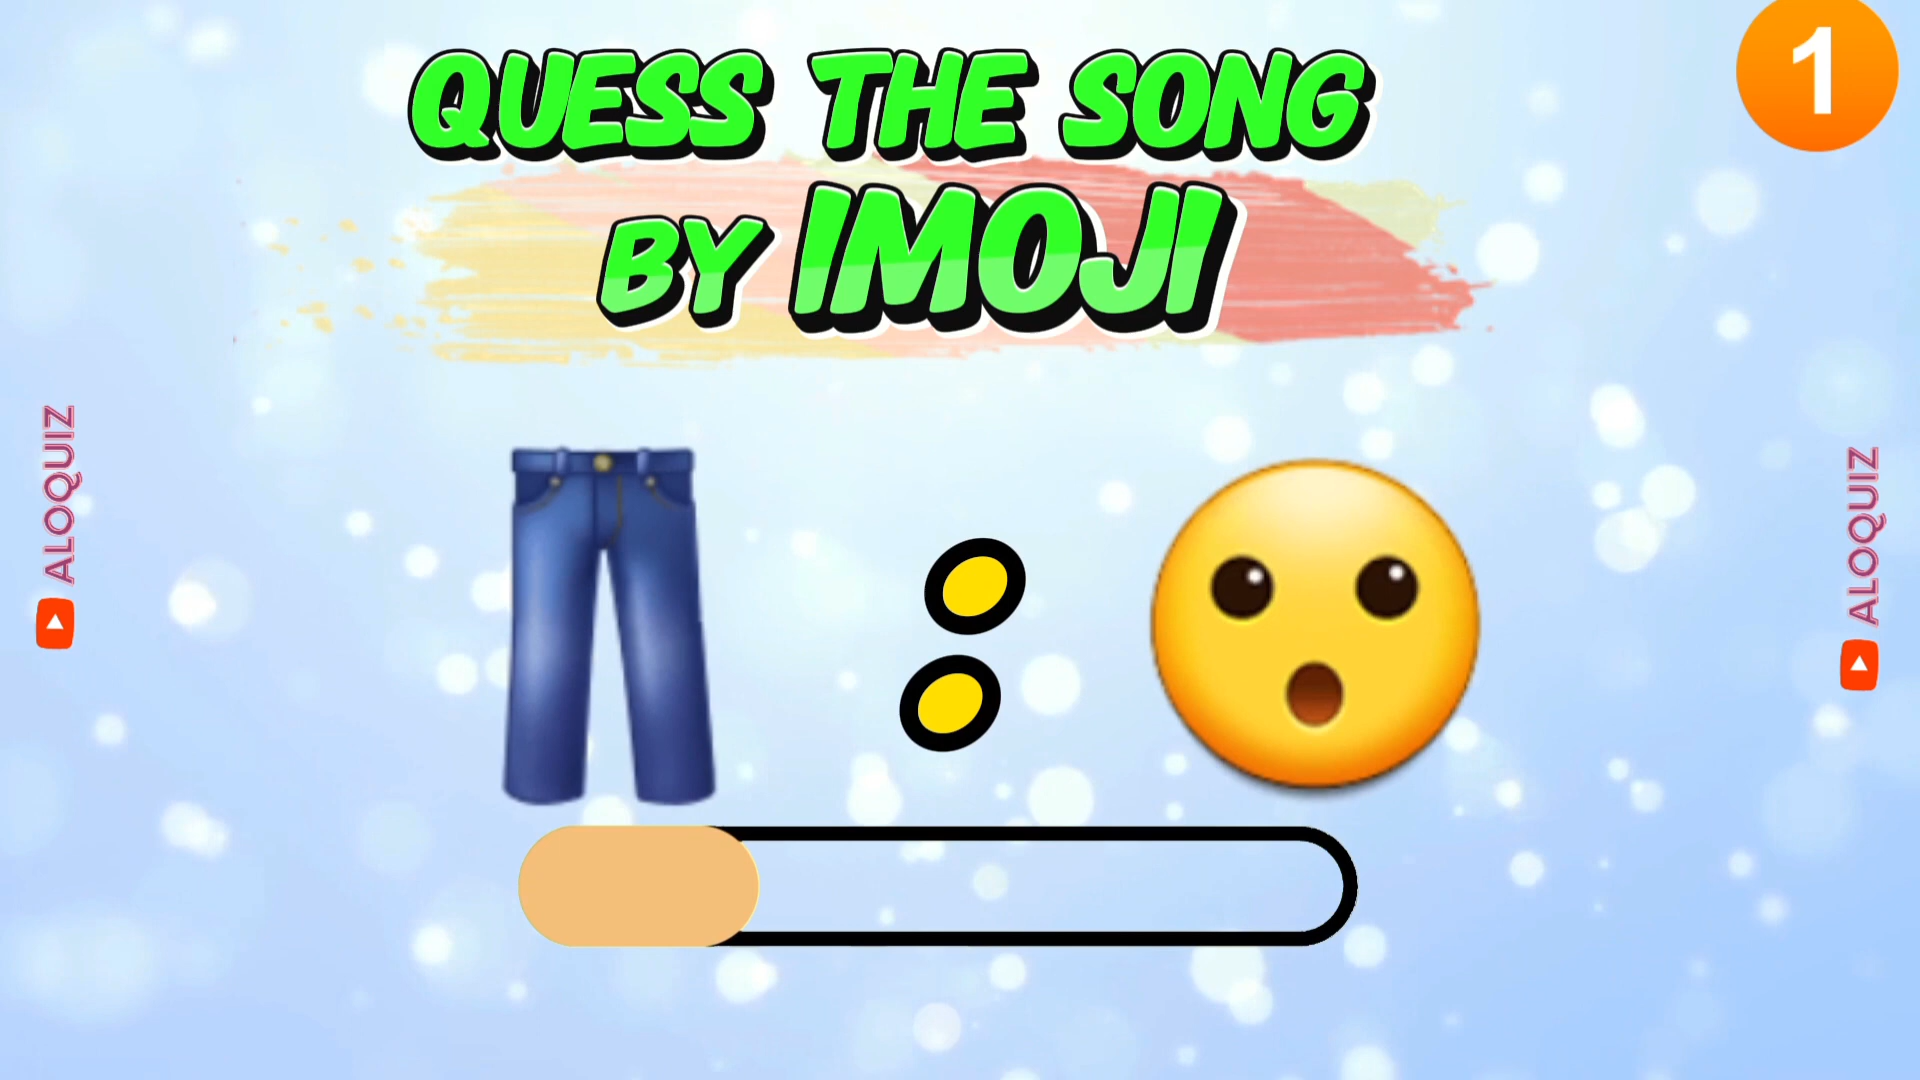 QUESS THE SONG
BY IMOJI
1
ALOQUIZ
ALOQUIZ